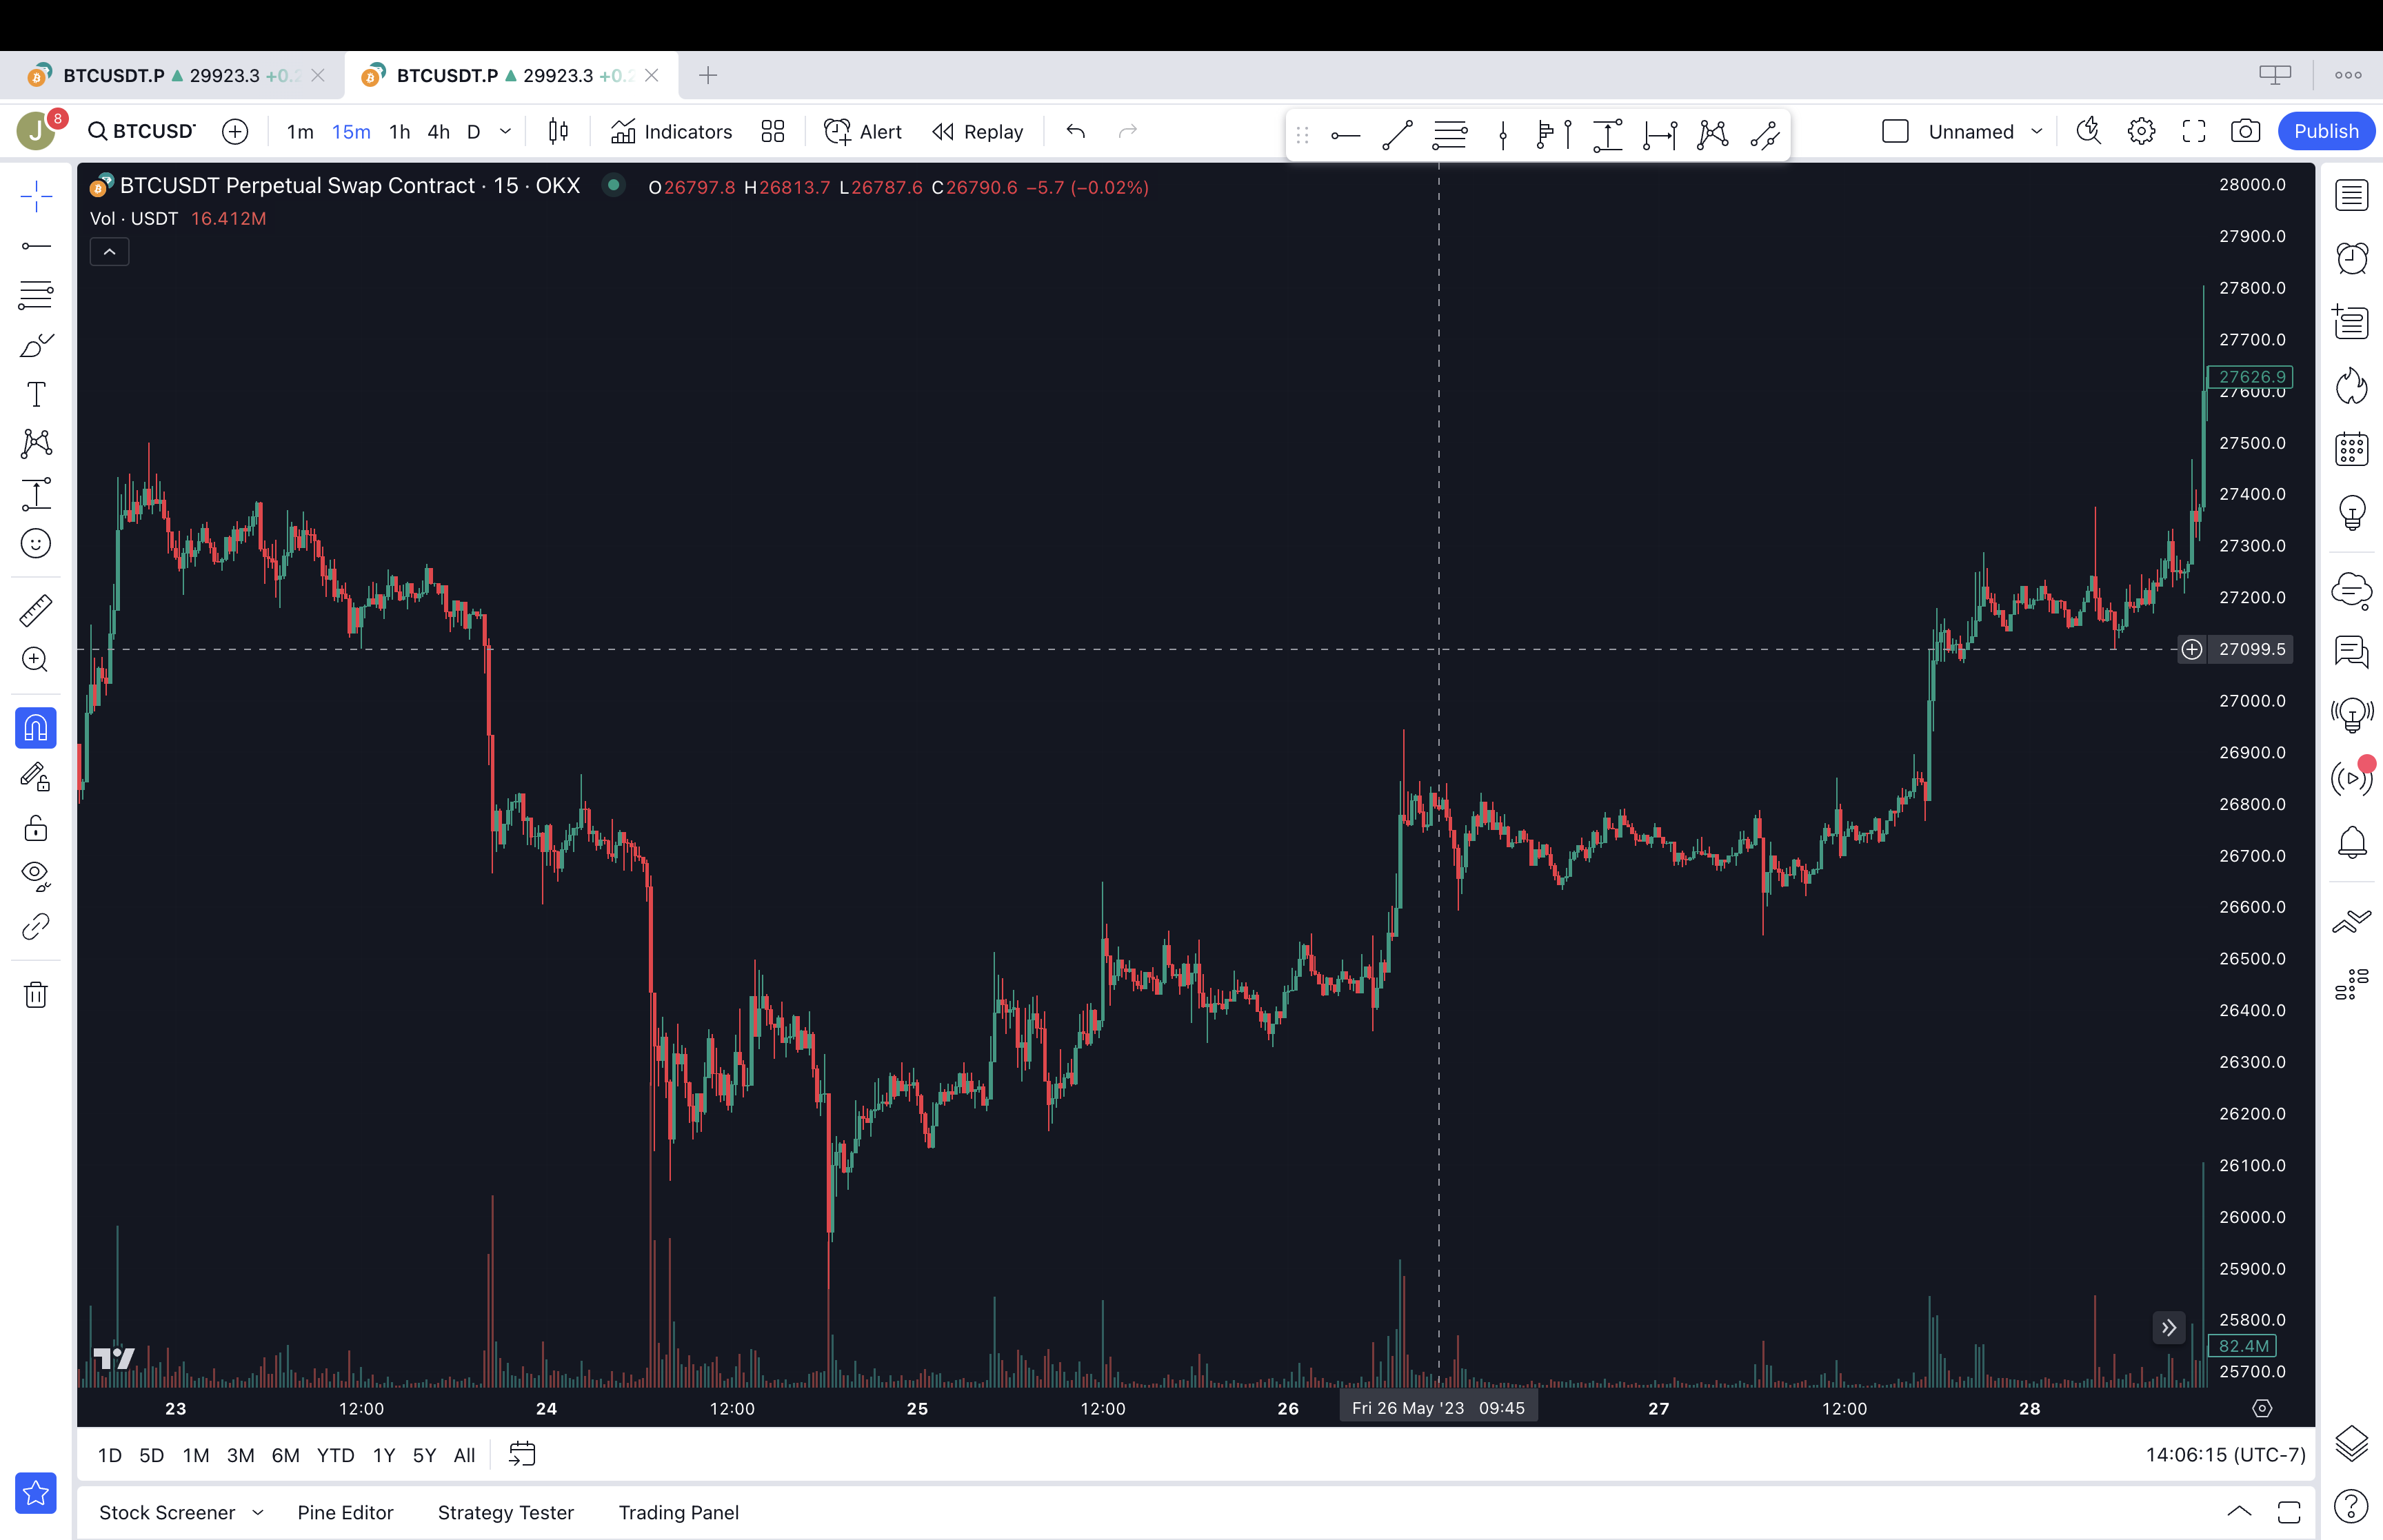 BTCUSDT.P 29923.3 +0.2
BTCUSDT.P 29923.3 +0.2
J 8 BTCUSDT 1m 15m 1h 4h D Indicators Alert Replay Unnamed Publish
BTCUSDT Perpetual Swap Contract · 15 · OKX O26797.8 H26813.7 L26787.6 C26790.6 −5.7 (−0.02%)
Vol · USDT 16.412M
28000.0
27900.0
27800.0
27700.0
27626.9
27600.0
27500.0
27400.0
27300.0
27200.0
27099.5
27000.0
26900.0
26800.0
26700.0
26600.0
26500.0
26400.0
26300.0
26200.0
26100.0
26000.0
25900.0
25800.0
82.4M
25700.0
23 12:00 24 12:00 25 12:00 26 Fri 26 May '23 09:45 27 12:00 28
1D 5D 1M 3M 6M YTD 1Y 5Y All 14:06:15 (UTC-7)
Stock Screener Pine Editor Strategy Tester Trading Panel